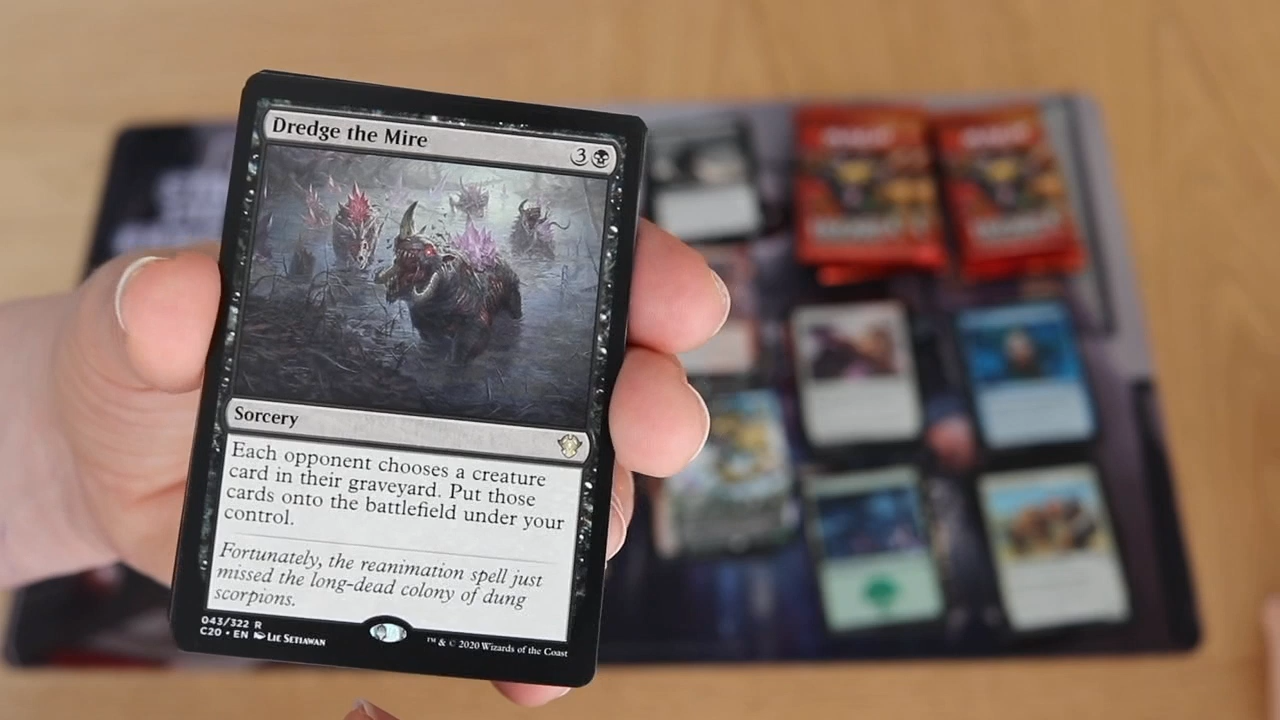 Dredge the Mire 3
Sorcery
Each opponent chooses a creature
card in their graveyard. Put those
cards onto the battlefield under your
control.
Fortunately, the reanimation spell just
missed the long-dead colony of dung
scorpions.
043/322 R
C20 • EN Lie Setiawan
™ & © 2020 Wizards of the Coast